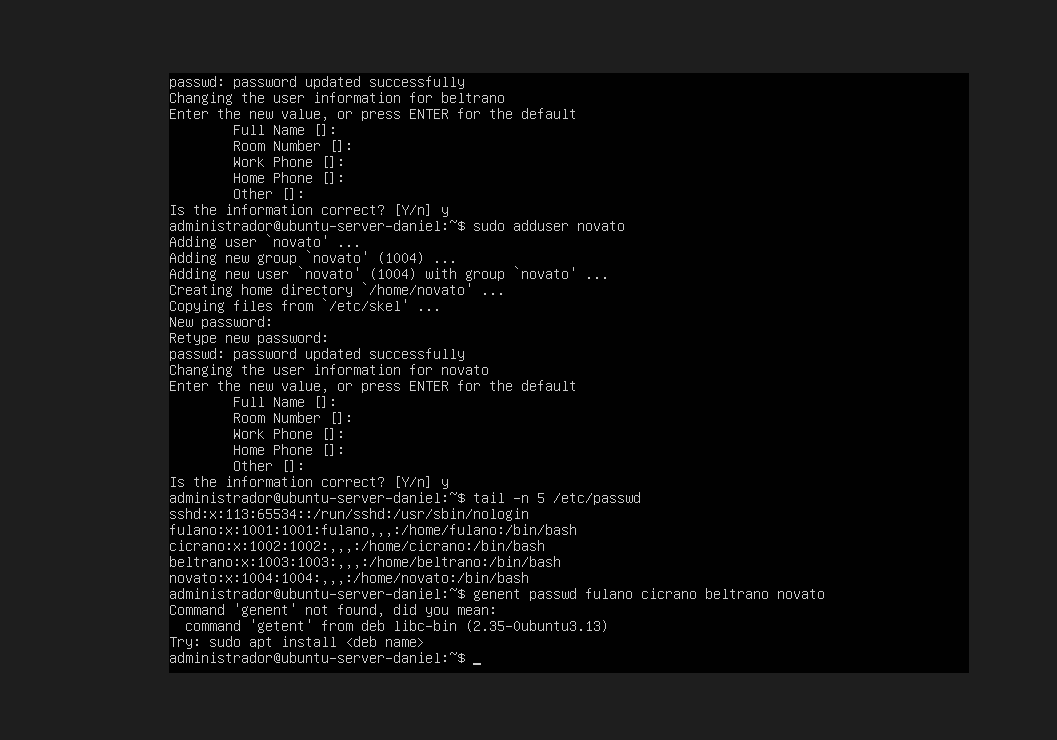 passwd: password updated successfully
Changing the user information for beltrano
Enter the new value, or press ENTER for the default
        Full Name []:
        Room Number []:
        Work Phone []:
        Home Phone []:
        Other []:
Is the information correct? [Y/n] y
administrador@ubuntu-server-daniel:~$ sudo adduser novato
Adding user `novato' ...
Adding new group `novato' (1004) ...
Adding new user `novato' (1004) with group `novato' ...
Creating home directory `/home/novato' ...
Copying files from `/etc/skel' ...
New password:
Retype new password:
passwd: password updated successfully
Changing the user information for novato
Enter the new value, or press ENTER for the default
        Full Name []:
        Room Number []:
        Work Phone []:
        Home Phone []:
        Other []:
Is the information correct? [Y/n] y
administrador@ubuntu-server-daniel:~$ tail -n 5 /etc/passwd
sshd:x:113:65534::/run/sshd:/usr/sbin/nologin
fulano:x:1001:1001:fulano,,,:/home/fulano:/bin/bash
cicrano:x:1002:1002:,,,:/home/cicrano:/bin/bash
beltrano:x:1003:1003:,,,:/home/beltrano:/bin/bash
novato:x:1004:1004:,,,:/home/novato:/bin/bash
administrador@ubuntu-server-daniel:~$ genent passwd fulano cicrano beltrano novato
Command 'genent' not found, did you mean:
  command 'getent' from deb libc-bin (2.35-0ubuntu3.13)
Try: sudo apt install <deb name>
administrador@ubuntu-server-daniel:~$ _